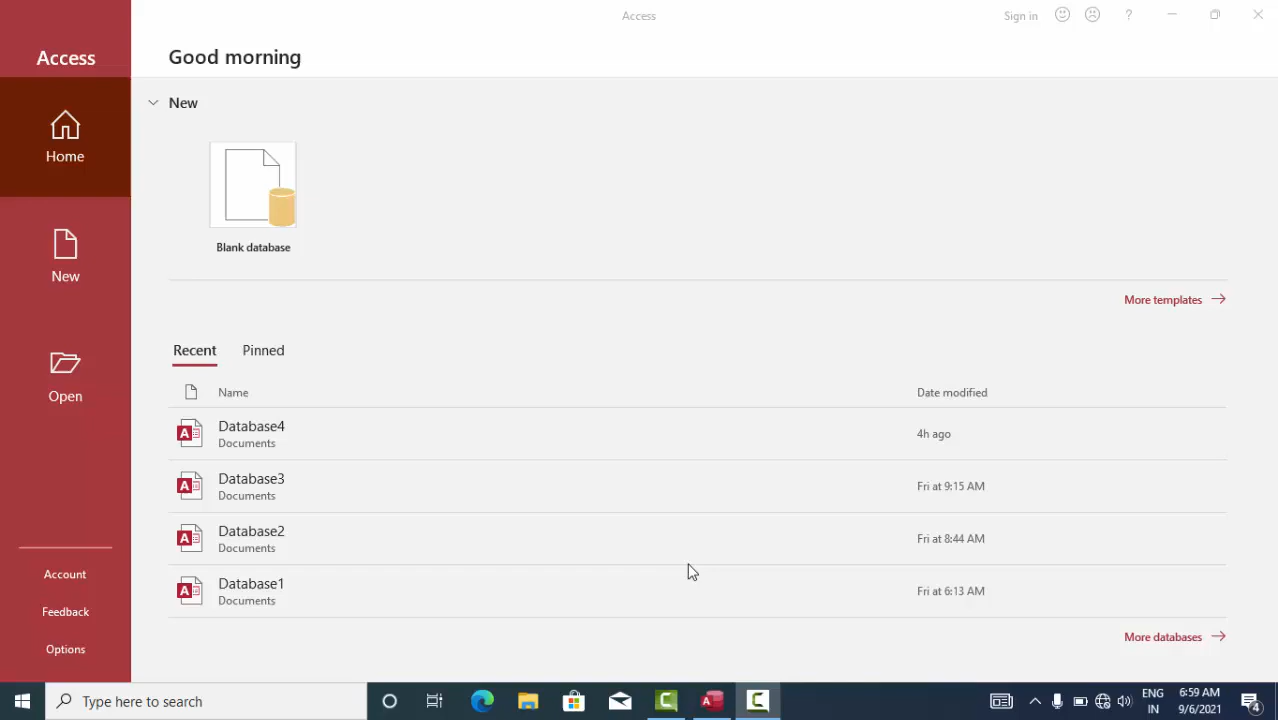 Access
Sign in
?
Access
Good morning
New
Home
Blank database
New
More templates
Recent Pinned
Name Date modified
Open
Database4
Documents
4h ago
Database3
Documents
Fri at 9:15 AM
Database2
Documents
Fri at 8:44 AM
Database1
Documents
Fri at 6:13 AM
Account
Feedback
Options
More databases
Type here to search
ENG
IN
6:59 AM
9/6/2021
4